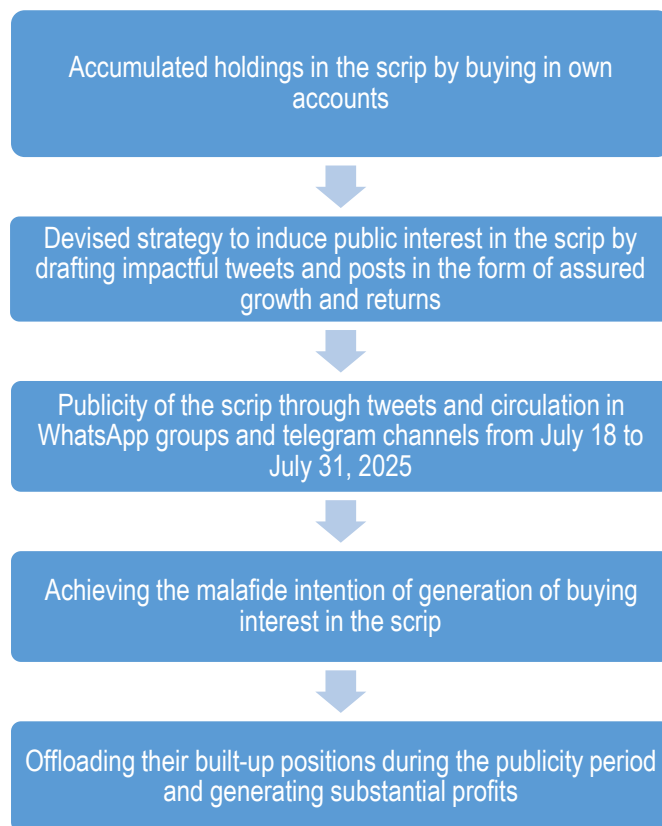 Accumulated holdings in the scrip by buying in own
accounts
Devised strategy to induce public interest in the scrip by
drafting impactful tweets and posts in the form of assured
growth and returns
Publicity of the scrip through tweets and circulation in
WhatsApp groups and telegram channels from July 18 to
July 31, 2025
Achieving the malafide intention of generation of buying
interest in the scrip
Offloading their built-up positions during the publicity period
and generating substantial profits